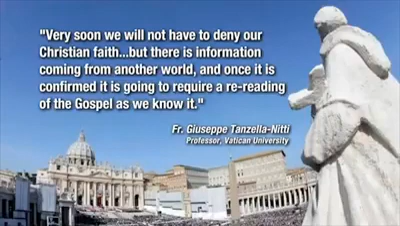 "Very soon we will not have to deny our
Christian faith...but there is information
coming from another world, and once it is
confirmed it is going to require a re-reading
of the Gospel as we know it."
Fr. Giuseppe Tanzella-Nitti
Professor, Vatican University